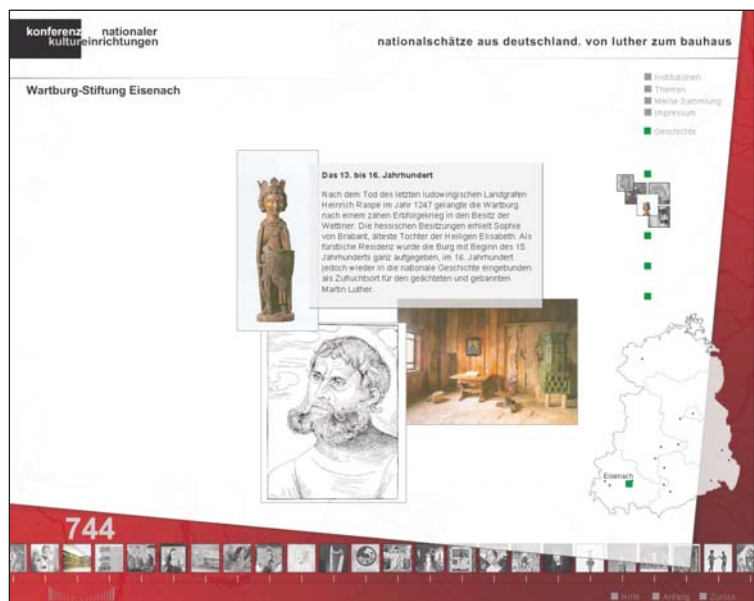 konferenz nationaler
kultureinrichtungen
nationalschätze aus deutschland. von luther zum bauhaus
Wartburg-Stiftung Eisenach
Institutionen
Themen
Meine Sammlung
Impressum
Geschichte
Das 13. bis 16. Jahrhundert
Nach dem Tod des letzten ludowingischen Landgrafen
Heinrich Raspe im Jahr 1247 gelangte die Wartburg
nach einem zähen Erbfolgekrieg in den Besitz der
Wettiner. Die hessischen Besitzungen erhielt Sophie
von Brabant, älteste Tochter der Heiligen Elisabeth. Als
fürstliche Residenz wurde die Burg mit Beginn des 15.
Jahrhunderts ganz aufgegeben, im 16. Jahrhundert
jedoch wieder in die nationale Geschichte eingebunden
als Zufluchtsort für den geächteten und gebannten
Martin Luther.
Eisenach
744
Hilfe Anfang Zurück